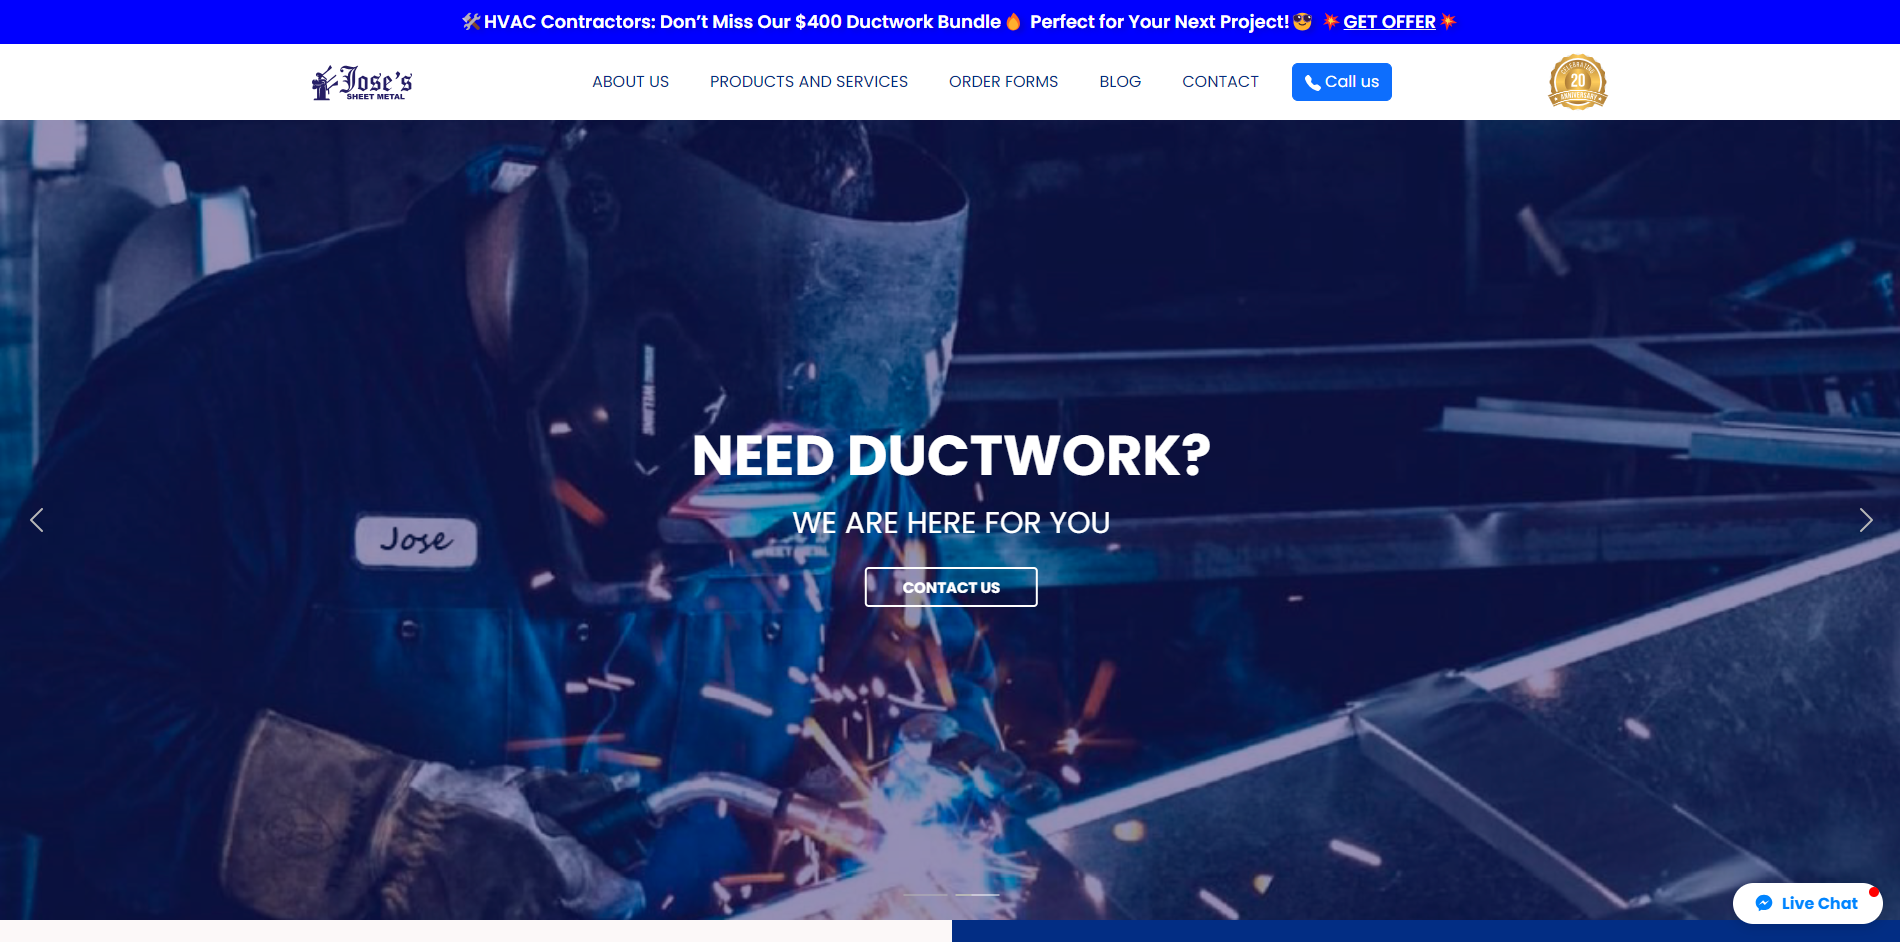 🛠️HVAC Contractors: Don't Miss Our $400 Ductwork Bundle🔥 Perfect for Your Next Project!😎 💥GET OFFER💥
Jose's
SHEET METAL
ABOUT US
PRODUCTS AND SERVICES
ORDER FORMS
BLOG
CONTACT
Call us
CELEBRATING
20
ANNIVERSARY
NEED DUCTWORK?
WE ARE HERE FOR YOU
Jose
SHEET METAL
CONTACT US
Live Chat